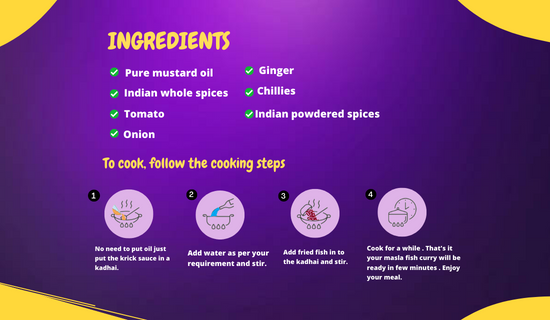 INGREDIENTS
Pure mustard oil
Indian whole spices
Tomato
Onion
Ginger
Chillies
Indian powdered spices
To cook, follow the cooking steps
1
No need to put oil just
put the krick sauce in a
kadhai.
2
Add water as per your
requirement and stir.
3
Add fried fish in to
the kadhai and stir.
4
Cook for a while . That's it
your masla fish curry will be
ready in few minutes . Enjoy
your meal.